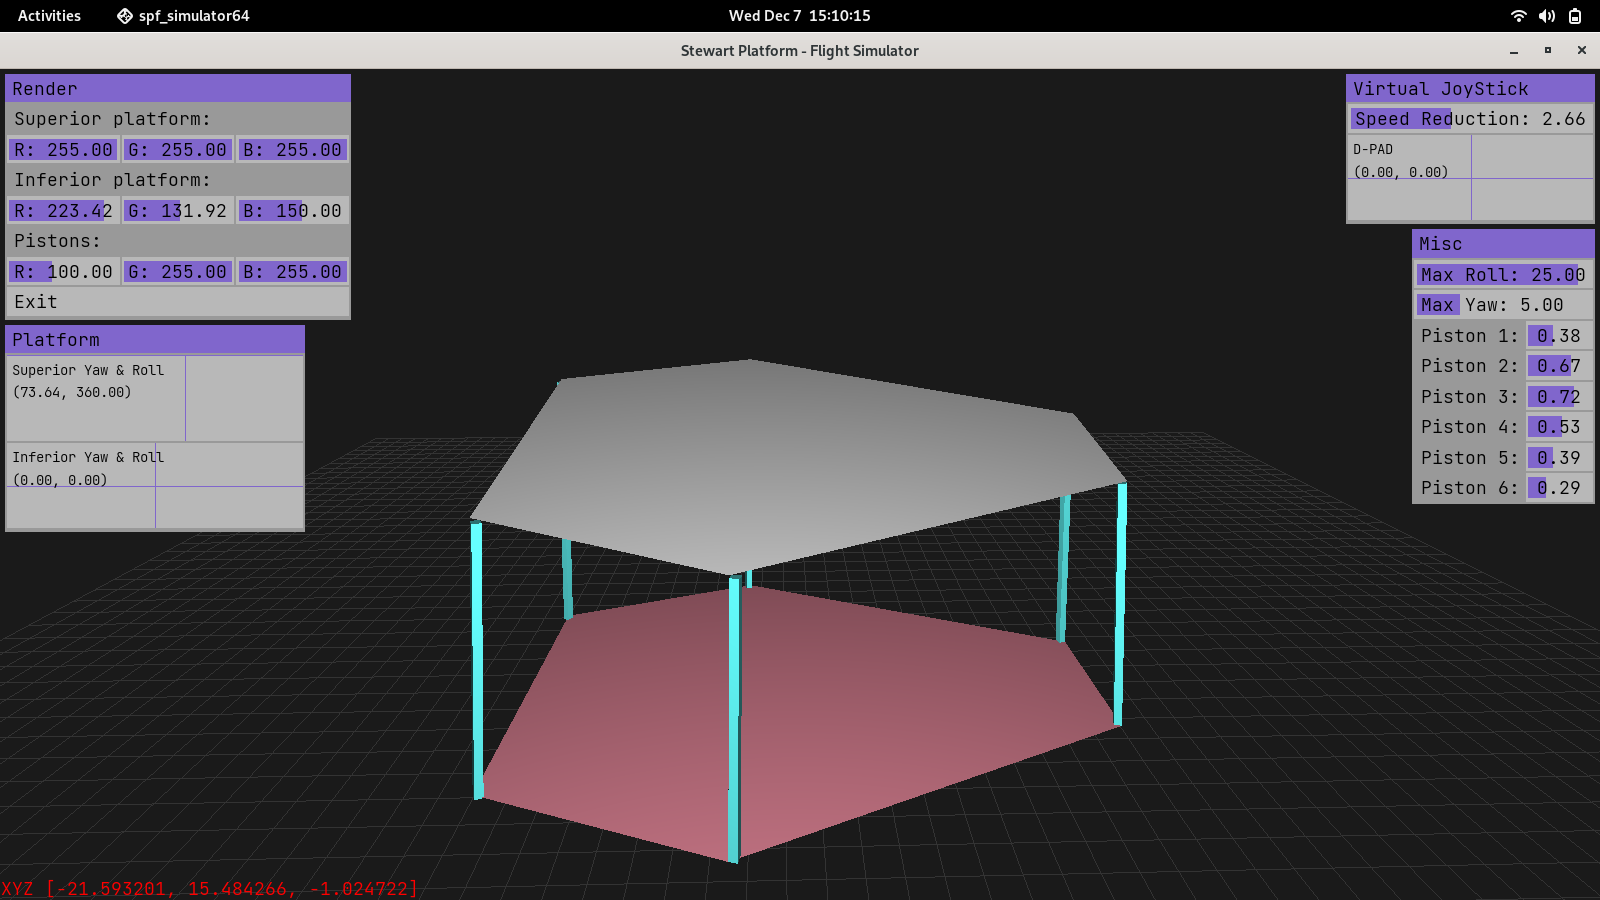 Activities spf_simulator64 Wed Dec 7 15:10:15
Stewart Platform - Flight Simulator
Render
Superior platform:
R: 255.00 G: 255.00 B: 255.00
Inferior platform:
R: 223.42 G: 131.92 B: 150.00
Pistons:
R: 100.00 G: 255.00 B: 255.00
Exit
Platform
Superior Yaw & Roll
(73.64, 360.00)
Inferior Yaw & Roll
(0.00, 0.00)
Virtual JoyStick
Speed Reduction: 2.66
D-PAD
(0.00, 0.00)
Misc
Max Roll: 25.00
Max Yaw: 5.00
Piston 1: 0.38
Piston 2: 0.67
Piston 3: 0.72
Piston 4: 0.53
Piston 5: 0.39
Piston 6: 0.29
XYZ [-21.593201, 15.484266, -1.024722]